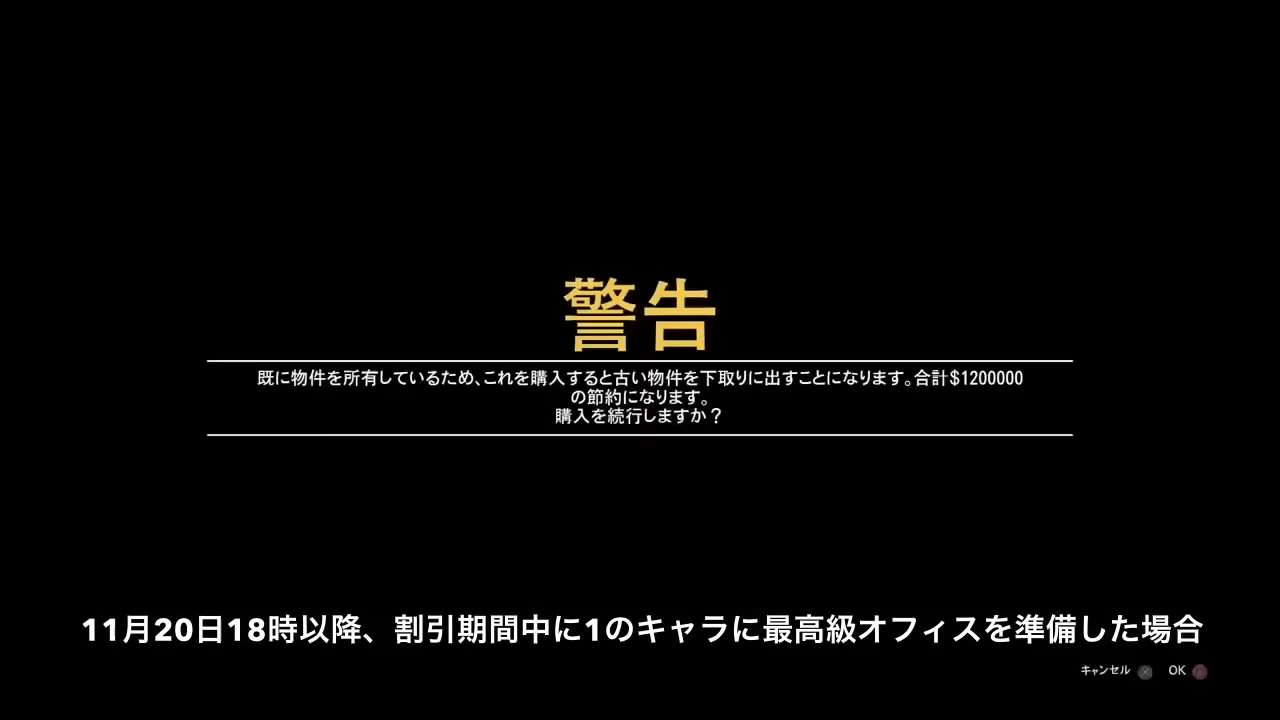 警告
既に物件を所有しているため、これを購入すると古い物件を下取りに出すことになります。合計$1200000
の節約になります。
購入を続行しますか？
11月20日18時以降、割引期間中に1のキャラに最高級オフィスを準備した場合
キャンセル OK